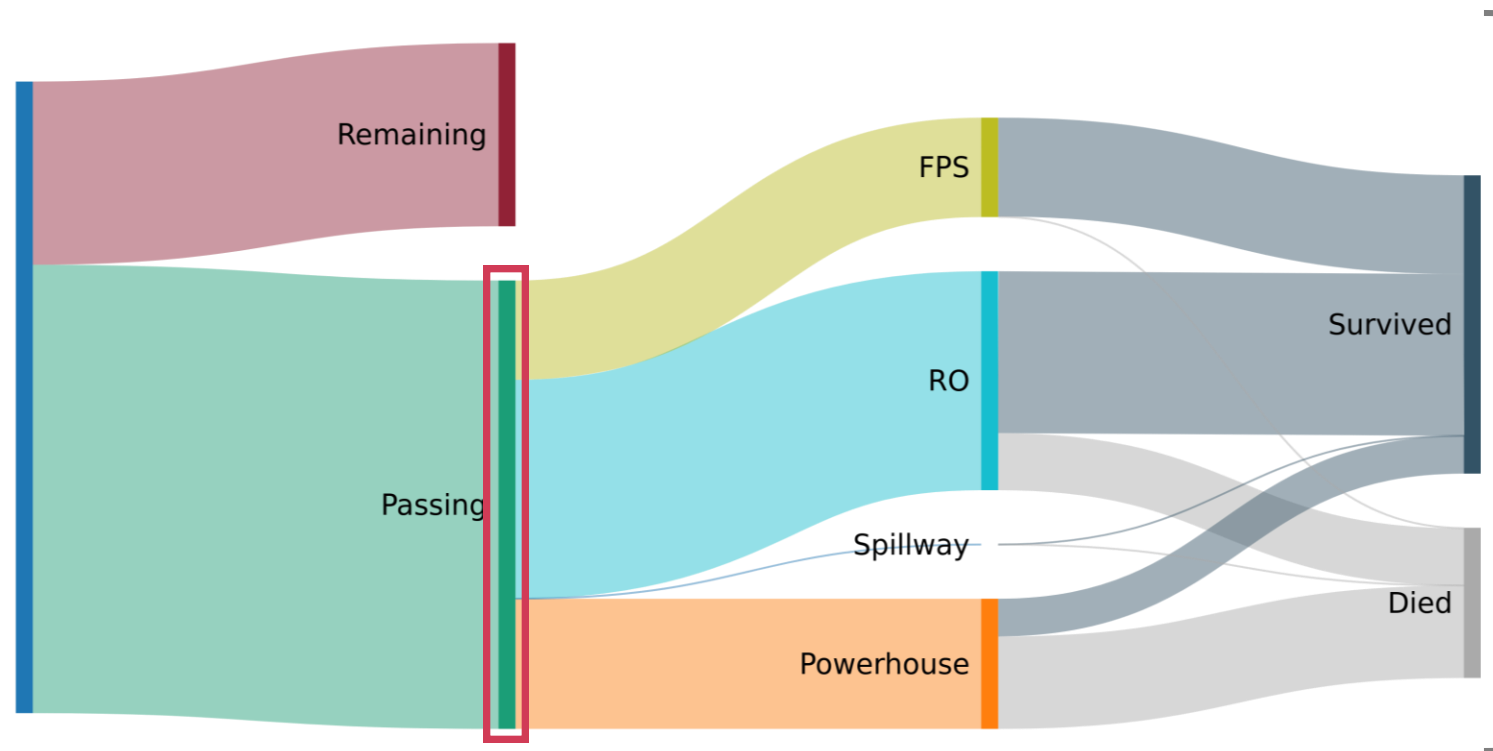 Remaining
FPS
Survived
RO
Passing
Spillway
Died
Powerhouse